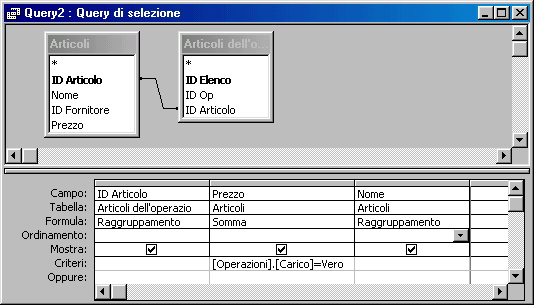 Query2 : Query di selezione
Articoli
*
ID Articolo
Nome
ID Fornitore
Prezzo
Articoli dell'o...
*
ID Elenco
ID Op
ID Articolo
Campo: ID Articolo Prezzo Nome
Tabella: Articoli dell'operazio Articoli Articoli
Formula: Raggruppamento Somma Raggruppamento
Ordinamento:
Mostra:
Criteri: [Operazioni].[Carico]=Vero
Oppure: